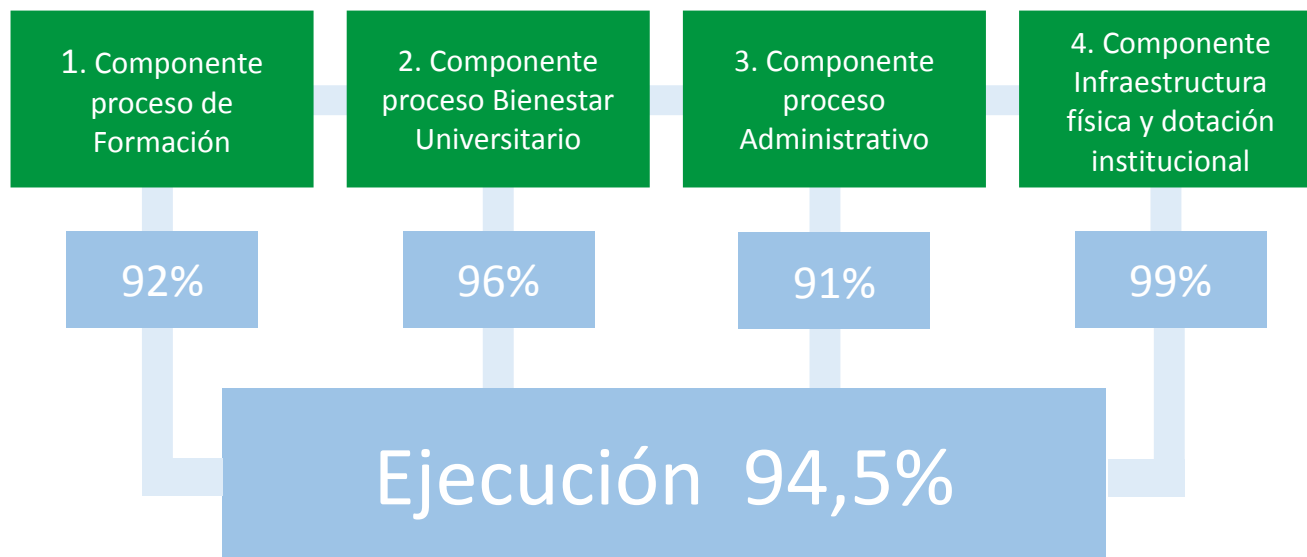 1. Componente
proceso de
Formación
2. Componente
proceso Bienestar
Universitario
3. Componente
proceso
Administrativo
4. Componente
Infraestructura
física y dotación
institucional
92%
96%
91%
99%
Ejecución 94,5%